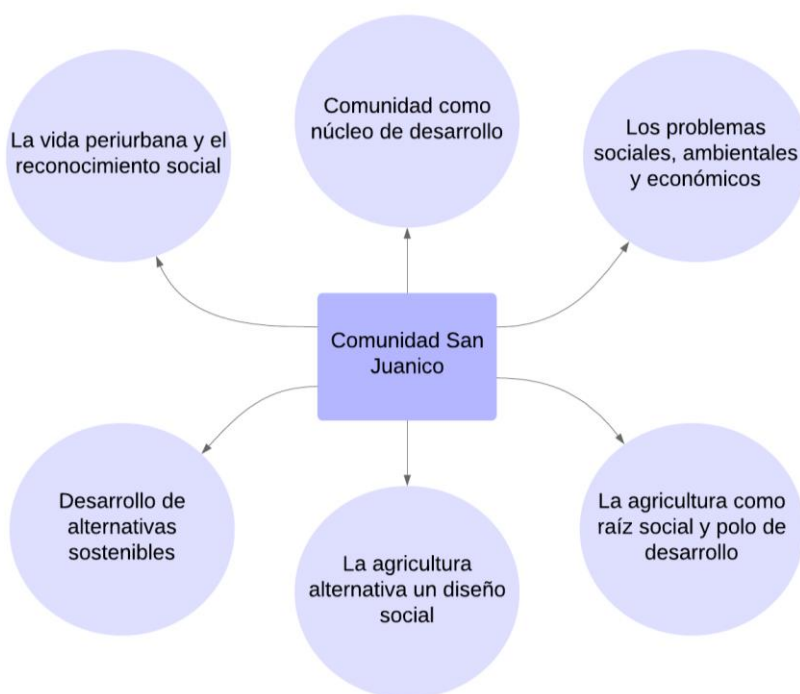 La vida periurbana y el
reconocimiento social
Comunidad como
núcleo de desarrollo
Los problemas
sociales, ambientales
y económicos
Comunidad San
Juanico
Desarrollo de
alternativas
sostenibles
La agricultura
alternativa un diseño
social
La agricultura como
raíz social y polo de
desarrollo